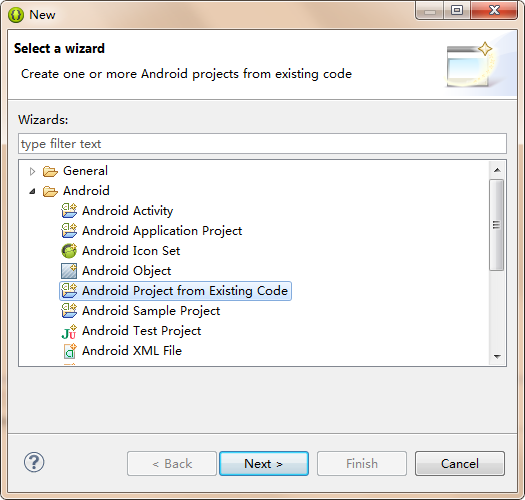 New
Select a wizard
Create one or more Android projects from existing code
Wizards:
type filter text
General
Android
Android Activity
Android Application Project
Android Icon Set
Android Object
Android Project from Existing Code
Android Sample Project
Android Test Project
Android XML File
< Back
Next >
Finish
Cancel